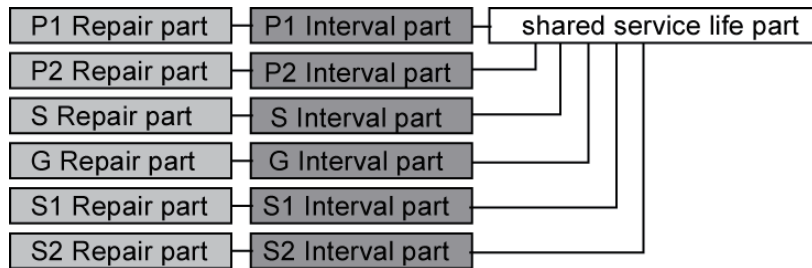 P1 Repair part P1 Interval part shared service life part
P2 Repair part P2 Interval part
S Repair part S Interval part
G Repair part G Interval part
S1 Repair part S1 Interval part
S2 Repair part S2 Interval part